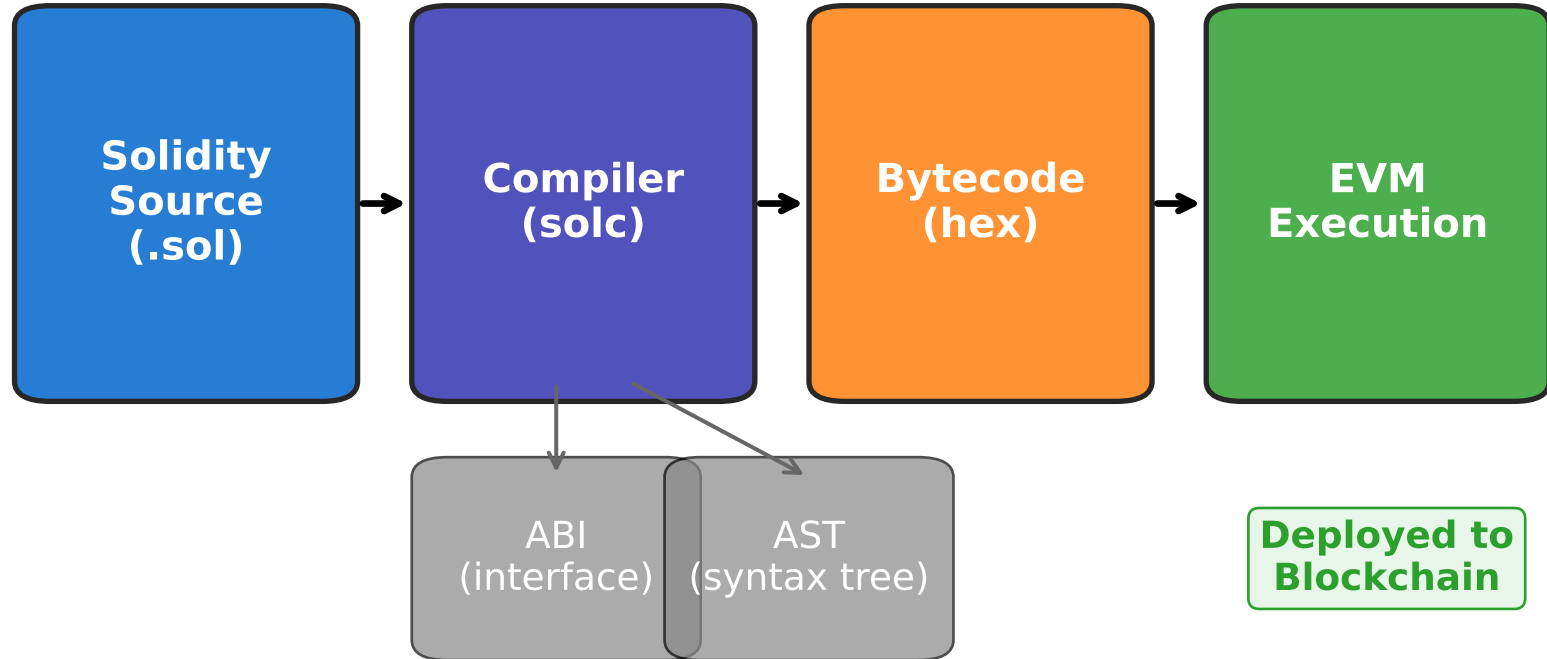 Solidity
Source
(.sol)
Compiler
(solc)
Bytecode
(hex)
EVM
Execution
ABI
(interface)
AST
(syntax tree)
Deployed to
Blockchain